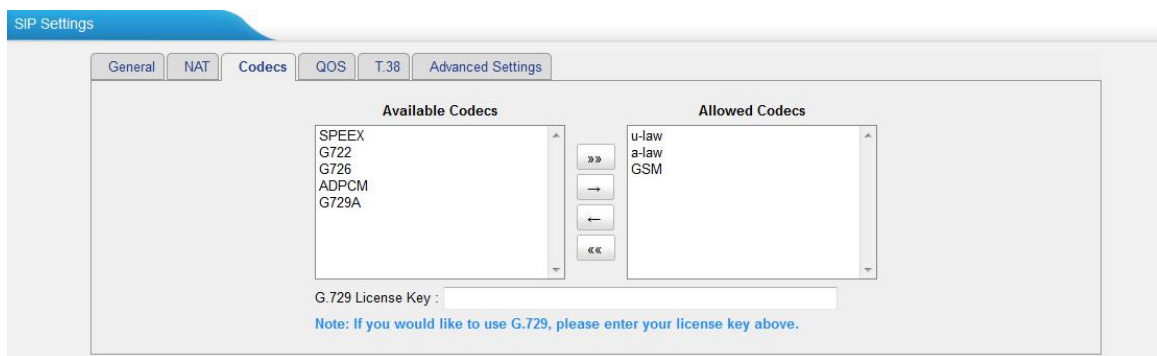 SIP Settings
General NAT Codecs QOS T.38 Advanced Settings
Available Codecs
SPEEX
G722
G726
ADPCM
G729A
»»
→
←
««
Allowed Codecs
u-law
a-law
GSM
G.729 License Key :
Note: If you would like to use G.729, please enter your license key above.